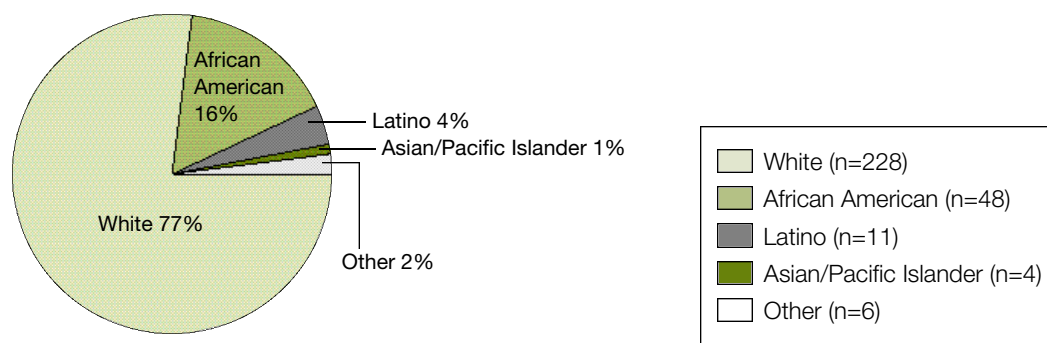 African
American
16%
Latino 4%
Asian/Pacific Islander 1%
White 77%
Other 2%
White (n=228)
African American (n=48)
Latino (n=11)
Asian/Pacific Islander (n=4)
Other (n=6)